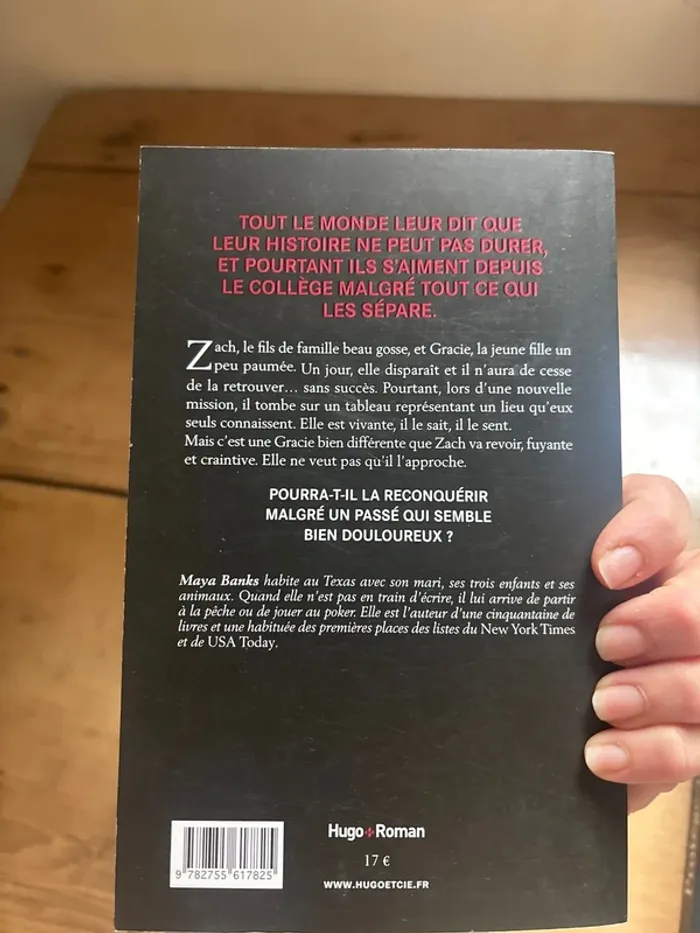 TOUT LE MONDE LEUR DIT QUE
LEUR HISTOIRE NE PEUT PAS DURER,
ET POURTANT ILS S'AIMENT DEPUIS
LE COLLÈGE MALGRÉ TOUT CE QUI
LES SÉPARE.
Zach, le fils de famille beau gosse, et Gracie, la jeune fille un
peu paumée. Un jour, elle disparaît et il n'aura de cesse
de la retrouver… sans succès. Pourtant, lors d'une nouvelle
mission, il tombe sur un tableau représentant un lieu qu'eux
seuls connaissent. Elle est vivante, il le sait, il le sent.
Mais c'est une Gracie bien différente que Zach va revoir, fuyante
et craintive. Elle ne veut pas qu'il l'approche.
POURRA-T-IL LA RECONQUÉRIR
MALGRÉ UN PASSÉ QUI SEMBLE
BIEN DOULOUREUX ?
Maya Banks habite au Texas avec son mari, ses trois enfants et ses
animaux. Quand elle n'est pas en train d'écrire, il lui arrive de partir
à la pêche ou de jouer au poker. Elle est l'auteur d'une cinquantaine de
livres et une habituée des premières places des listes du New York Times
et de USA Today.
Hugo Roman
17 €
9 782755 617825
WWW.HUGOETCIE.FR